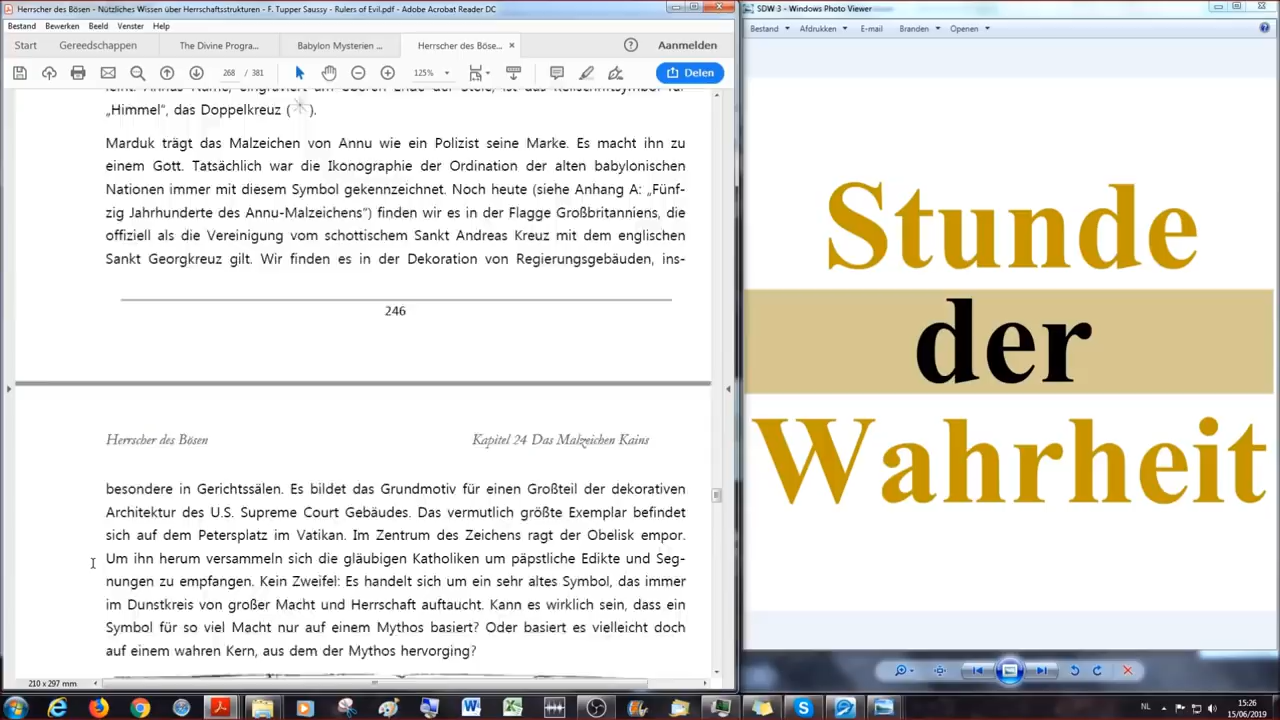 Herrscher des Bösen - Nützliches Wissen über Herrschaftsstrukturen - F. Tupper Saussy - Rulers of Evil.pdf - Adobe Acrobat Reader DC
Bestand Bewerken Beeld Venster Help
Start Gereedschappen The Divine Progra... Babylon Mysterien ... Herrscher des Böse... × Aanmelden
268 / 381 125% Delen
„Himmel“, das Doppelkreuz ( ).
Marduk trägt das Malzeichen von Annu wie ein Polizist seine Marke. Es macht ihn zu
einem Gott. Tatsächlich war die Ikonographie der Ordination der alten babylonischen
Nationen immer mit diesem Symbol gekennzeichnet. Noch heute (siehe Anhang A: „Fünf-
zig Jahrhunderte des Annu-Malzeichens“) finden wir es in der Flagge Großbritanniens, die
offiziell als die Vereinigung vom schottischem Sankt Andreas Kreuz mit dem englischen
Sankt Georgkreuz gilt. Wir finden es in der Dekoration von Regierungsgebäuden, ins-
246
Herrscher des Bösen Kapitel 24 Das Malzeichen Kains
besondere in Gerichtssälen. Es bildet das Grundmotiv für einen Großteil der dekorativen
Architektur des U.S. Supreme Court Gebäudes. Das vermutlich größte Exemplar befindet
sich auf dem Petersplatz im Vatikan. Im Zentrum des Zeichens ragt der Obelisk empor.
Um ihn herum versammeln sich die gläubigen Katholiken um päpstliche Edikte und Seg-
nungen zu empfangen. Kein Zweifel: Es handelt sich um ein sehr altes Symbol, das immer
im Dunstkreis von großer Macht und Herrschaft auftaucht. Kann es wirklich sein, dass ein
Symbol für so viel Macht nur auf einem Mythos basiert? Oder basiert es vielleicht doch
auf einem wahren Kern, aus dem der Mythos hervorging?
210 x 297 mm
SDW 3 - Windows Photo Viewer
Bestand Afdrukken E-mail Branden Openen
Stunde
der
Wahrheit
NL 15:26
15/06/2019